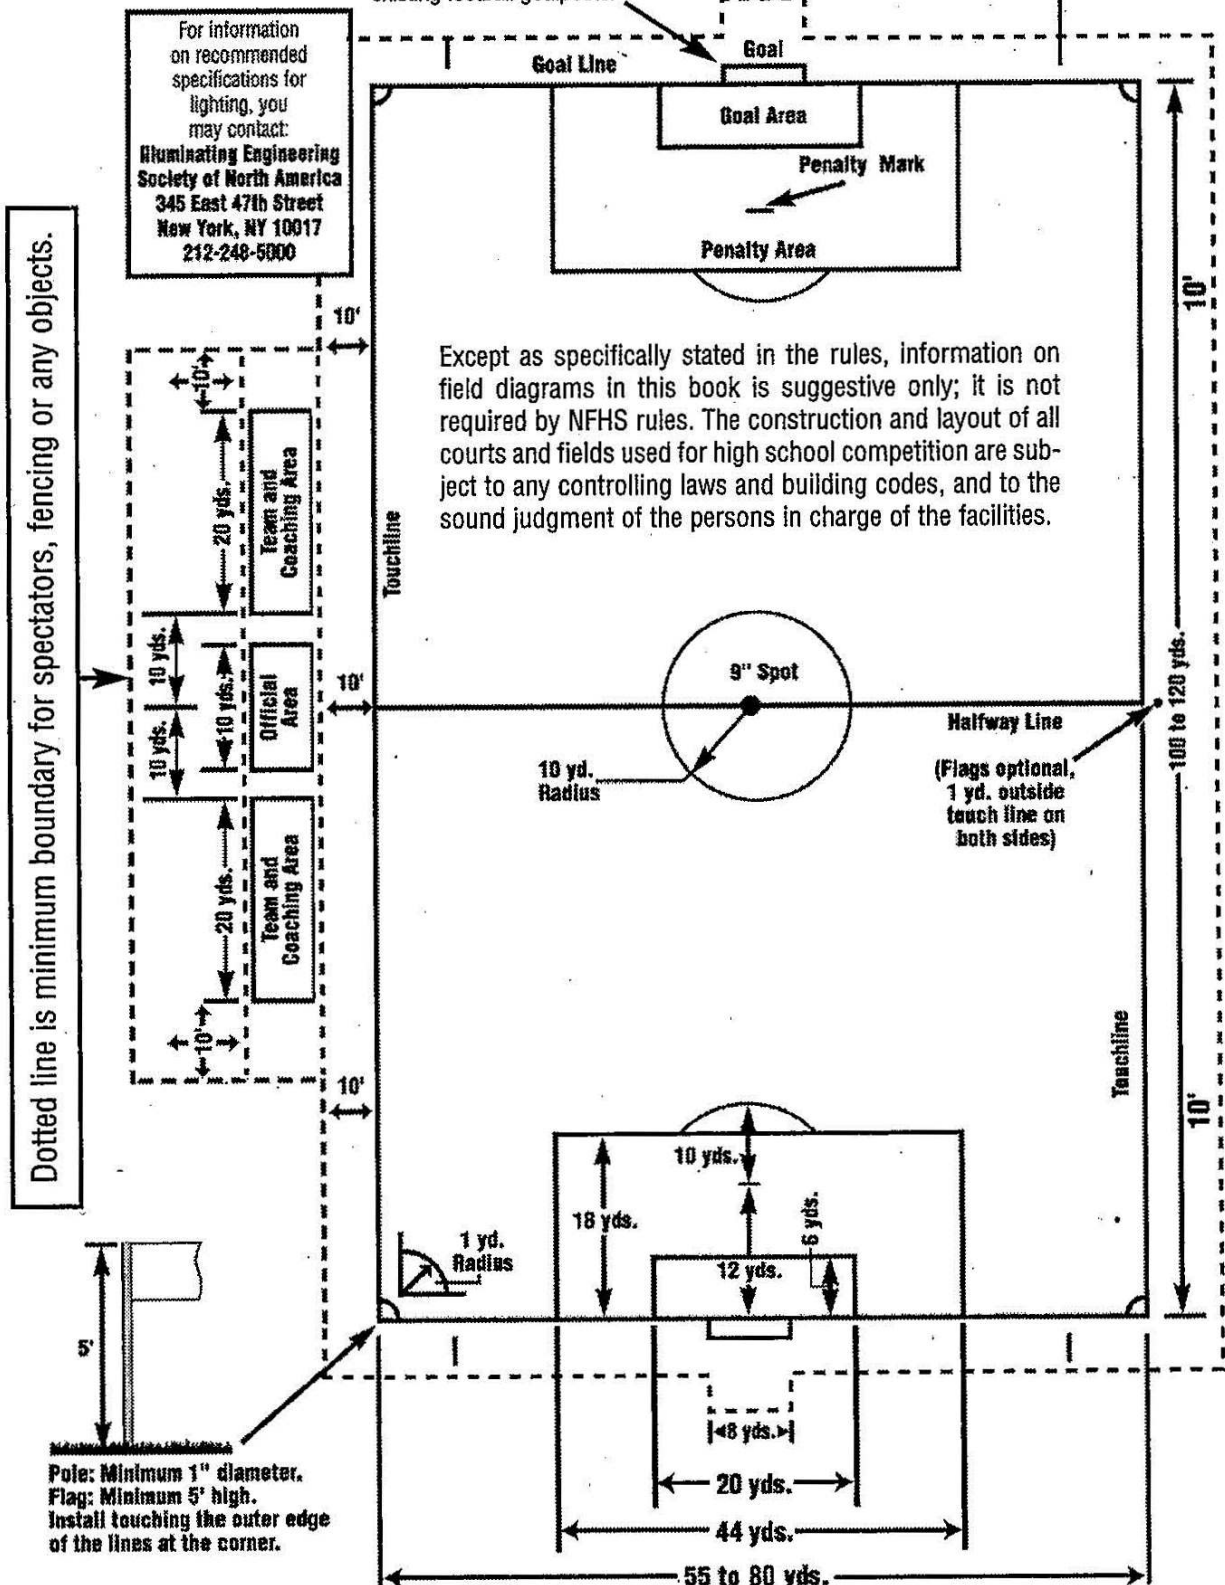 For information
on recommended
specifications for
lighting, you
may contact:
Illuminating Engineering
Society of North America
345 East 47th Street
New York, NY 10017
212-248-5000
Goal Line
Goal
Goal Area
Penalty Mark
Penalty Area
Dotted line is minimum boundary for spectators, fencing or any objects.
10'
10'
10'
Except as specifically stated in the rules, information on
field diagrams in this book is suggestive only; it is not
required by NFHS rules. The construction and layout of all
courts and fields used for high school competition are sub-
ject to any controlling laws and building codes, and to the
sound judgment of the persons in charge of the facilities.
20 yds.
Team and
Coaching Area
Touchline
10 yds.
10 yds.
10 yds.
Official
Area
10'
9" Spot
Halfway Line
100 to 120 yds.
10 yd.
Radius
(Flags optional,
1 yd. outside
touch line on
both sides)
20 yds.
Team and
Coaching Area
10'
10'
Touchline
10'
10 yds.
18 yds.
6 yds.
12 yds.
1 yd.
Radius
5'
8 yds.
20 yds.
44 yds.
55 to 80 yds.
Pole: Minimum 1" diameter.
Flag: Minimum 5' high.
Install touching the outer edge
of the lines at the corner.